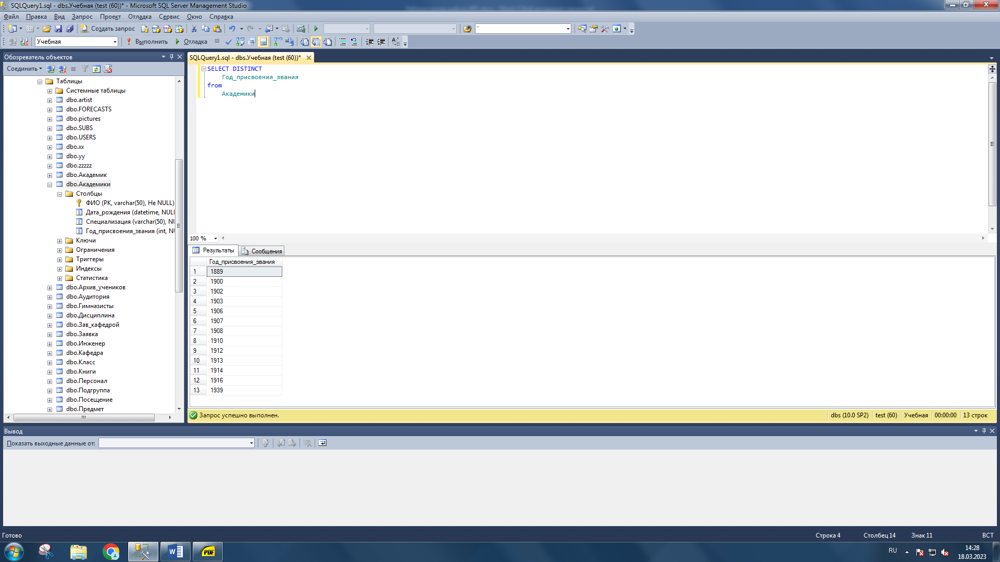 SQLQuery1.sql - dbs.Учебная (test (60))* - Microsoft SQL Server Management Studio
Файл Правка Вид Запрос Проект Отладка Сервис Окно Справка
Создать запрос '
Учебная Выполнить Отладка
Обозреватель объектов
Соединить
Таблицы
Системные таблицы
dbo.artist
dbo.FORECASTS
dbo.pictures
dbo.SUBS
dbo.USERS
dbo.xx
dbo.yy
dbo.zzzzz
dbo.Академик
dbo.Академики
Столбцы
ФИО (PK, varchar(50), Не NULL)
Дата_рождения (datetime, NULL
Специализация (varchar(50), NU
Год_присвоения_звания (int, NU
Ключи
Ограничения
Триггеры
Индексы
Статистика
dbo.Архив_учеников
dbo.Аудитория
dbo.Гимназисты
dbo.Дисциплина
dbo.Зав_кафедрой
dbo.Заявка
dbo.Инженер
dbo.Кафедра
dbo.Класс
dbo.Книги
dbo.Персонал
dbo.Подгруппа
dbo.Посещение
dbo.Предмет
SQLQuery1.sql - dbs.Учебная (test (60))*
SELECT DISTINCT
Год_присвоения_звания
from
Академики
100 %
Результаты Сообщения
Год_присвоения_звания
1 1889
2 1900
3 1902
4 1903
5 1906
6 1907
7 1908
8 1910
9 1912
10 1913
11 1914
12 1916
13 1939
Запрос успешно выполнен. dbs (10.0 SP2) test (60) Учебная 00:00:00 13 строк
Вывод
Показать выходные данные от:
Готово Строка 4 Столбец 14 Знак 11 ВСТ
W PDF RU 14:28
18.03.2023